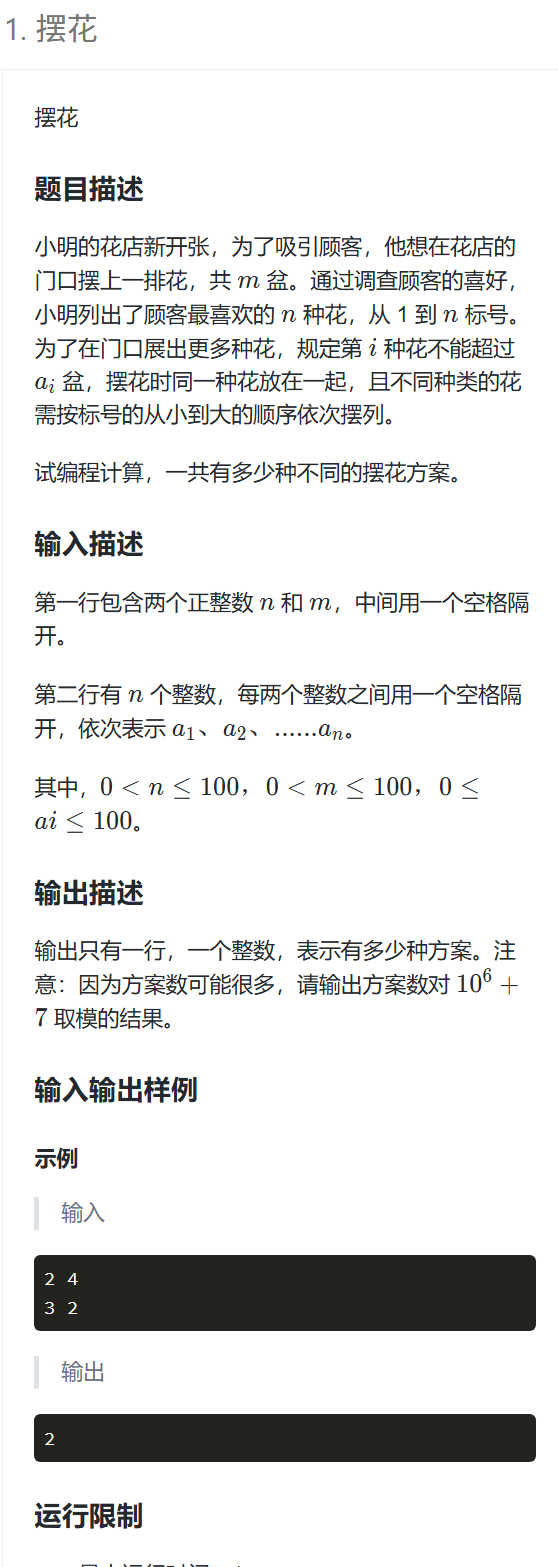 1. 摆花
摆花
题目描述
小明的花店新开张，为了吸引顾客，他想在花店的
门口摆上一排花，共 m 盆。通过调查顾客的喜好，
小明列出了顾客最喜欢的 n 种花，从 1 到 n 标号。
为了在门口展出更多种花，规定第 i 种花不能超过
a_i 盆，摆花时同一种花放在一起，且不同种类的花
需按标号的从小到大的顺序依次摆列。
试编程计算，一共有多少种不同的摆花方案。
输入描述
第一行包含两个正整数 n 和 m，中间用一个空格隔
开。
第二行有 n 个整数，每两个整数之间用一个空格隔
开，依次表示 a_1、a_2、......a_n。
其中，0 < n ≤ 100，0 < m ≤ 100，0 ≤
ai ≤ 100。
输出描述
输出只有一行，一个整数，表示有多少种方案。注
意：因为方案数可能很多，请输出方案数对 10^6 +
7 取模的结果。
输入输出样例
示例
输入
2 4
3 2
输出
2
运行限制